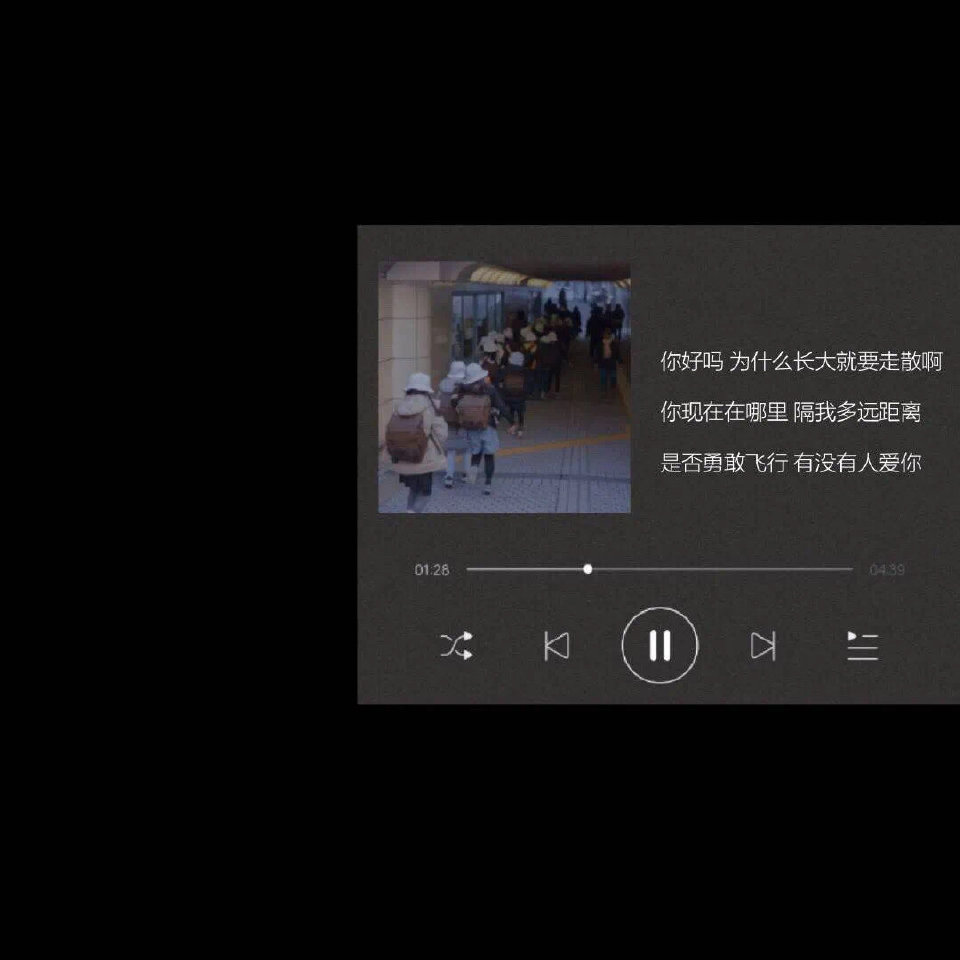 你好吗 为什么长大就要走散啊
你现在在哪里 隔我多远距离
是否勇敢飞行 有没有人爱你
01:28
04:39